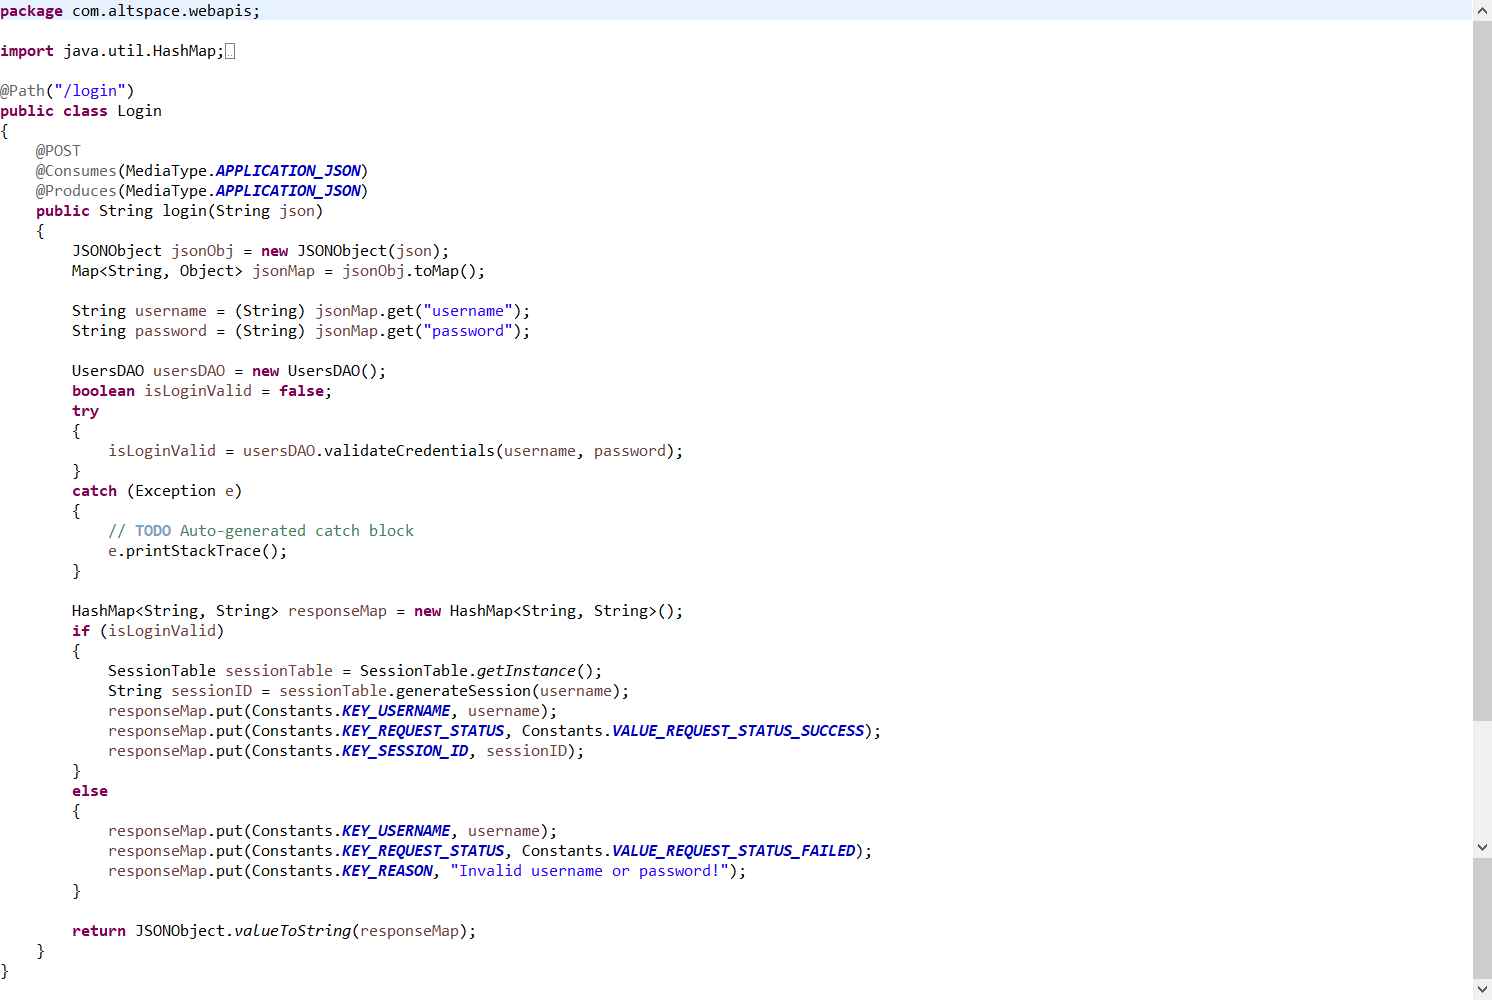 package com.altspace.webapis;
import java.util.HashMap;
@Path("/login")
public class Login
{
@POST
@Consumes(MediaType.APPLICATION_JSON)
@Produces(MediaType.APPLICATION_JSON)
public String login(String json)
{
JSONObject jsonObj = new JSONObject(json);
Map<String, Object> jsonMap = jsonObj.toMap();
String username = (String) jsonMap.get("username");
String password = (String) jsonMap.get("password");
UsersDAO usersDAO = new UsersDAO();
boolean isLoginValid = false;
try
{
isLoginValid = usersDAO.validateCredentials(username, password);
}
catch (Exception e)
{
// TODO Auto-generated catch block
e.printStackTrace();
}
HashMap<String, String> responseMap = new HashMap<String, String>();
if (isLoginValid)
{
SessionTable sessionTable = SessionTable.getInstance();
String sessionID = sessionTable.generateSession(username);
responseMap.put(Constants.KEY_USERNAME, username);
responseMap.put(Constants.KEY_REQUEST_STATUS, Constants.VALUE_REQUEST_STATUS_SUCCESS);
responseMap.put(Constants.KEY_SESSION_ID, sessionID);
}
else
{
responseMap.put(Constants.KEY_USERNAME, username);
responseMap.put(Constants.KEY_REQUEST_STATUS, Constants.VALUE_REQUEST_STATUS_FAILED);
responseMap.put(Constants.KEY_REASON, "Invalid username or password!");
}
return JSONObject.valueToString(responseMap);
}
}